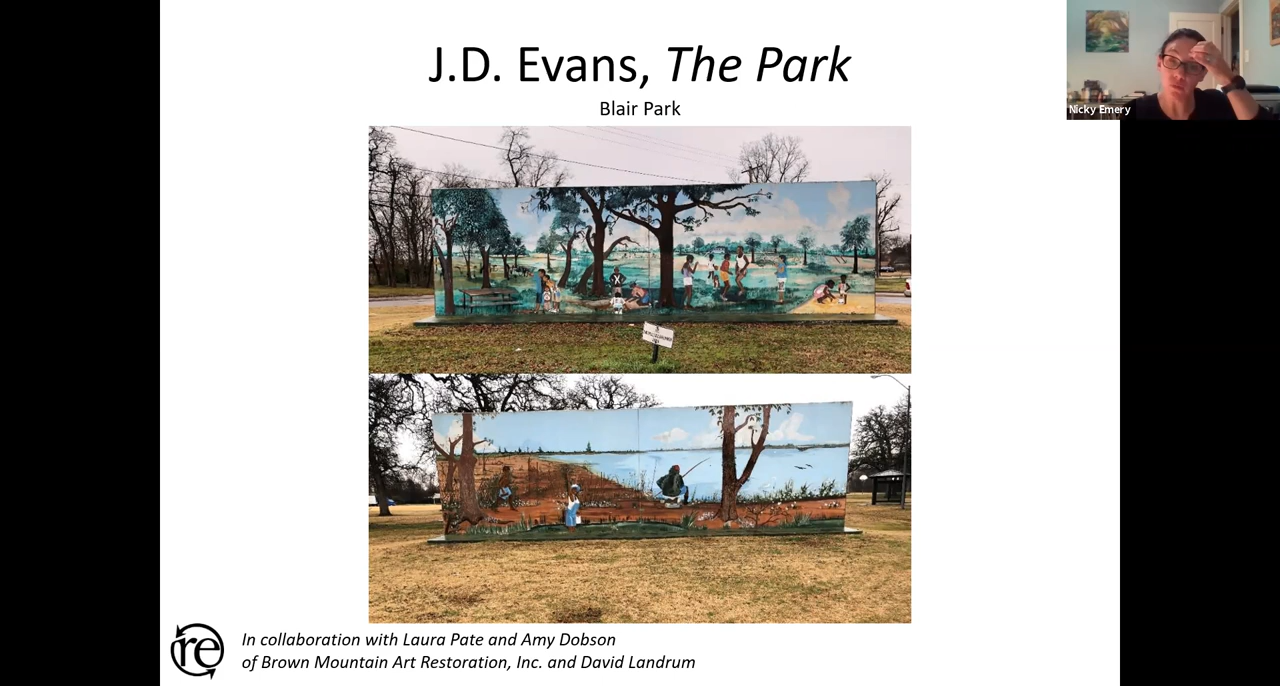 J.D. Evans, The Park
Blair Park
Nicky Emery
re
In collaboration with Laura Pate and Amy Dobson
of Brown Mountain Art Restoration, Inc. and David Landrum